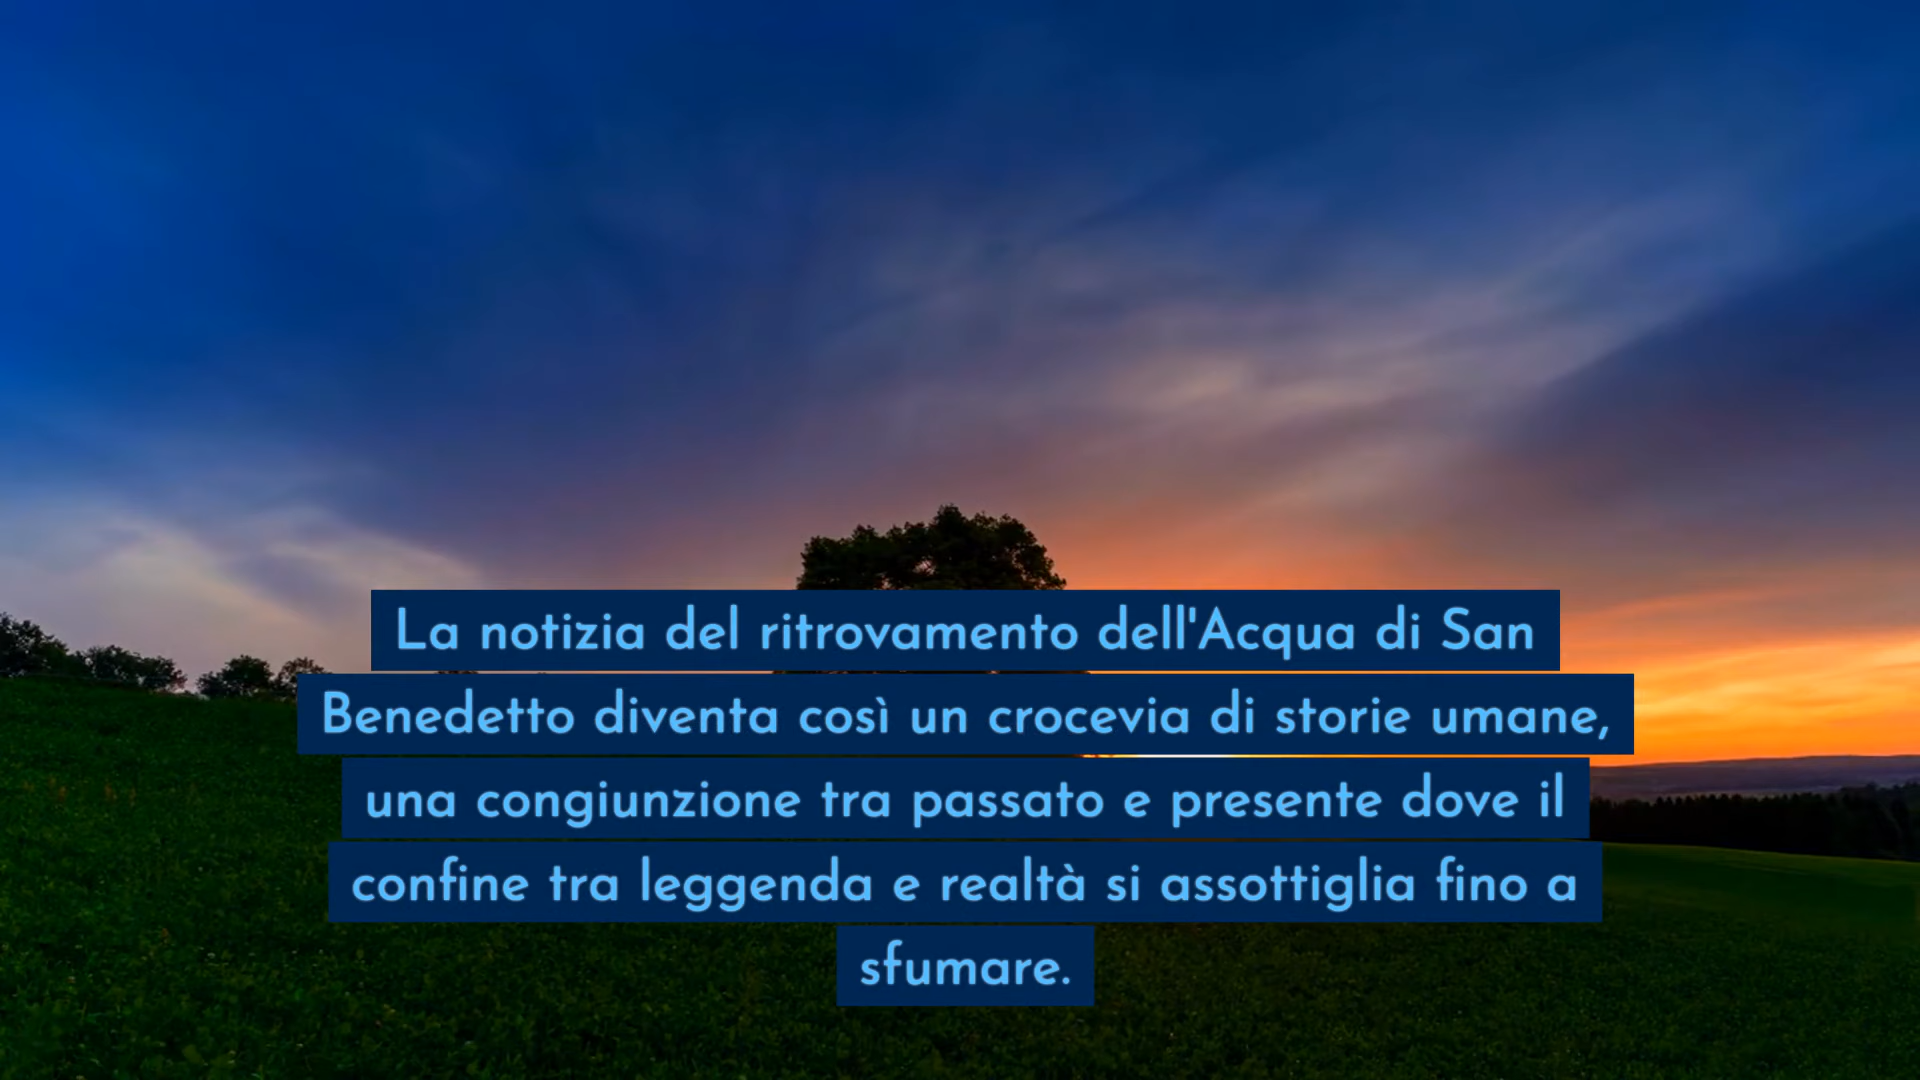 La notizia del ritrovamento dell'Acqua di San
Benedetto diventa così un crocevia di storie umane,
una congiunzione tra passato e presente dove il
confine tra leggenda e realtà si assottiglia fino a
sfumare.